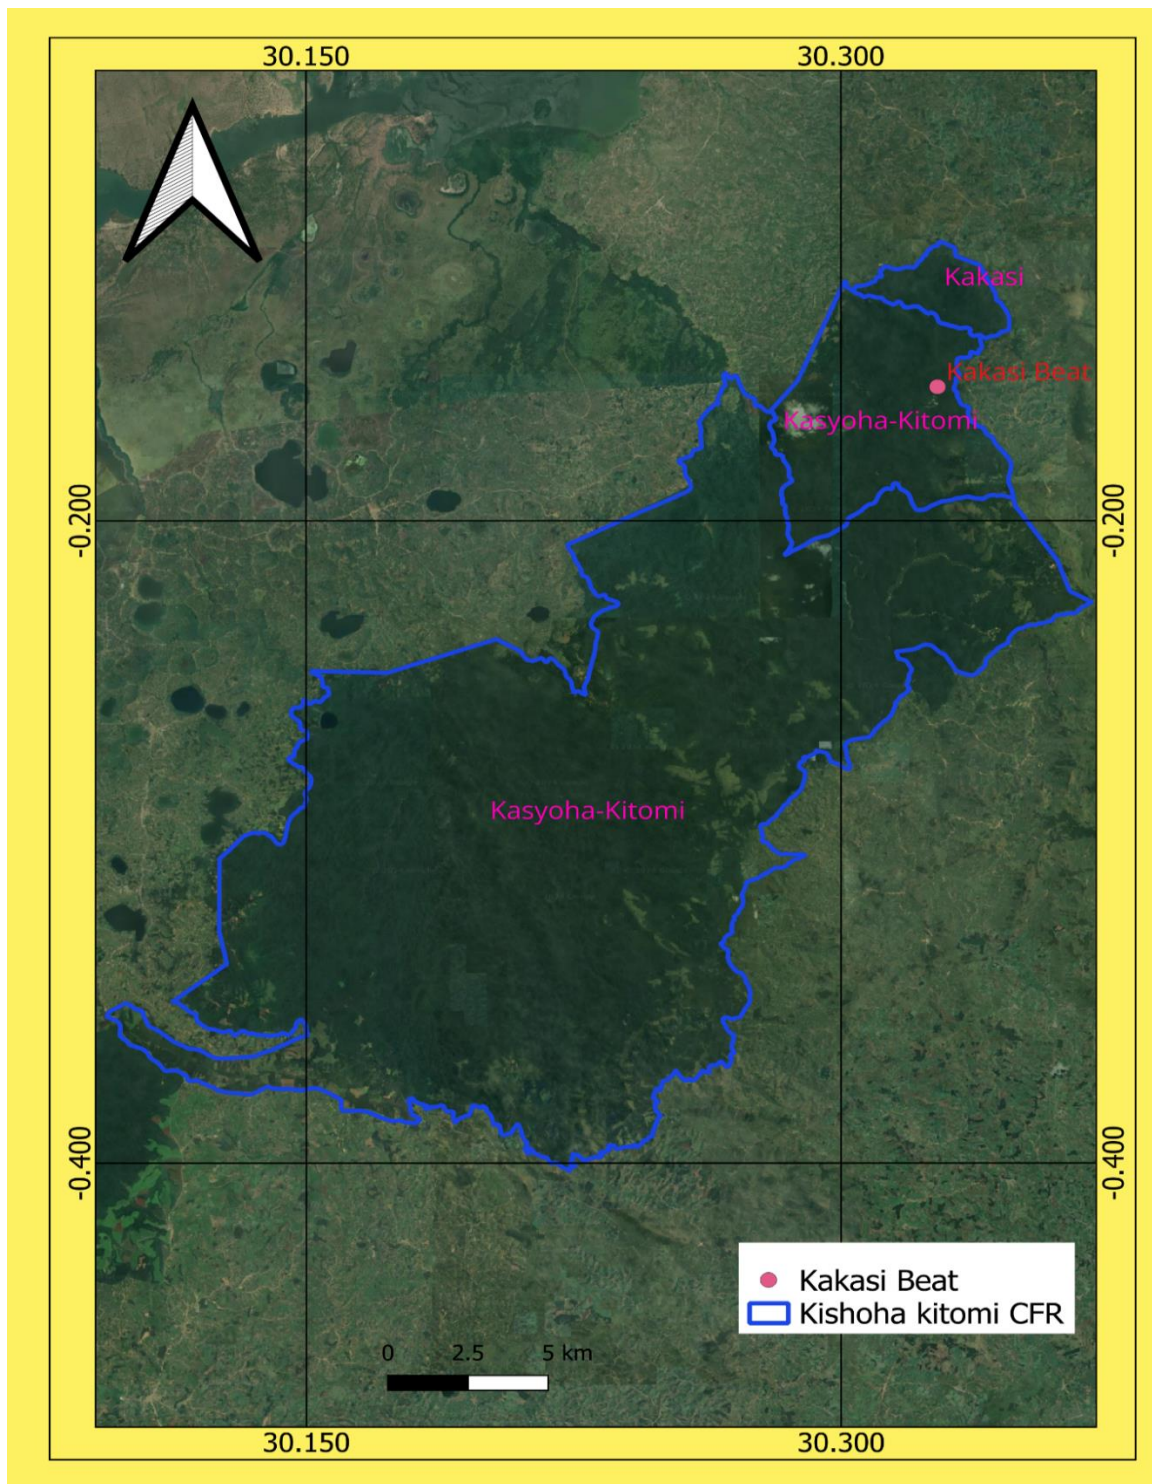 30.150
30.300
Kakasi
Kakasi Beat
Kasyoha-Kitomi
-0.200
-0.200
Kasyoha-Kitomi
-0.400
-0.400
Kakasi Beat
Kishoha kitomi CFR
0 2.5 5 km
30.150
30.300